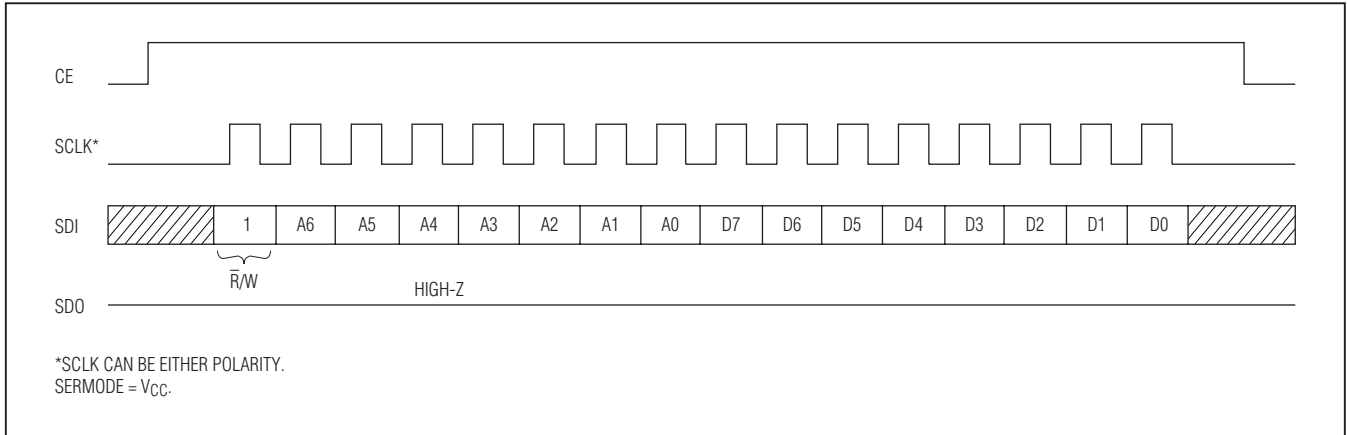 CE
SCLK*
SDI 1 A6 A5 A4 A3 A2 A1 A0 D7 D6 D5 D4 D3 D2 D1 D0
R̅/W
HIGH-Z
SDO
*SCLK CAN BE EITHER POLARITY.
SERMODE = VCC.